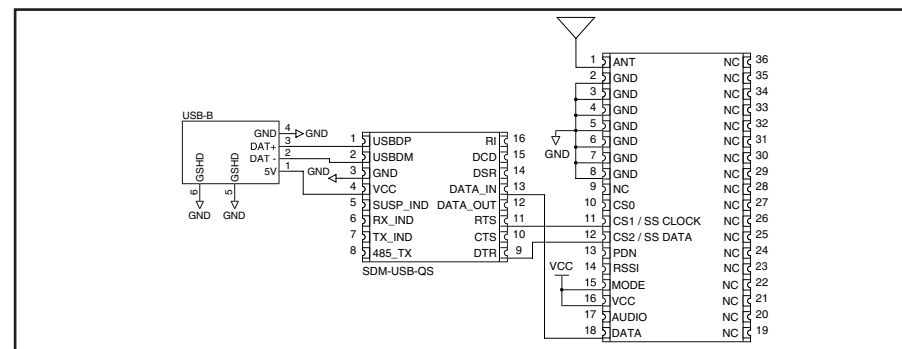 USB-B
GND 4 GND
DAT+ 3
DAT - 2
5V 1
GSHD GSHD
6 5
GND GND
1 USBDP RI 16
2 USBDM DCD 15
GND 3 GND DSR 14
4 VCC DATA_IN 13
5 SUSP_IND DATA_OUT 12
6 RX_IND RTS 11
7 TX_IND CTS 10
8 485_TX DTR 9
SDM-USB-QS
1 ANT NC 36
2 GND NC 35
3 GND NC 34
4 GND NC 33
5 GND NC 32
6 GND NC 31
GND
7 GND NC 30
8 GND NC 29
9 NC NC 28
10 CS0 NC 27
11 CS1 / SS CLOCK NC 26
12 CS2 / SS DATA NC 25
13 PDN NC 24
VCC
14 RSSI NC 23
15 MODE NC 22
16 VCC NC 21
17 AUDIO NC 20
18 DATA NC 19